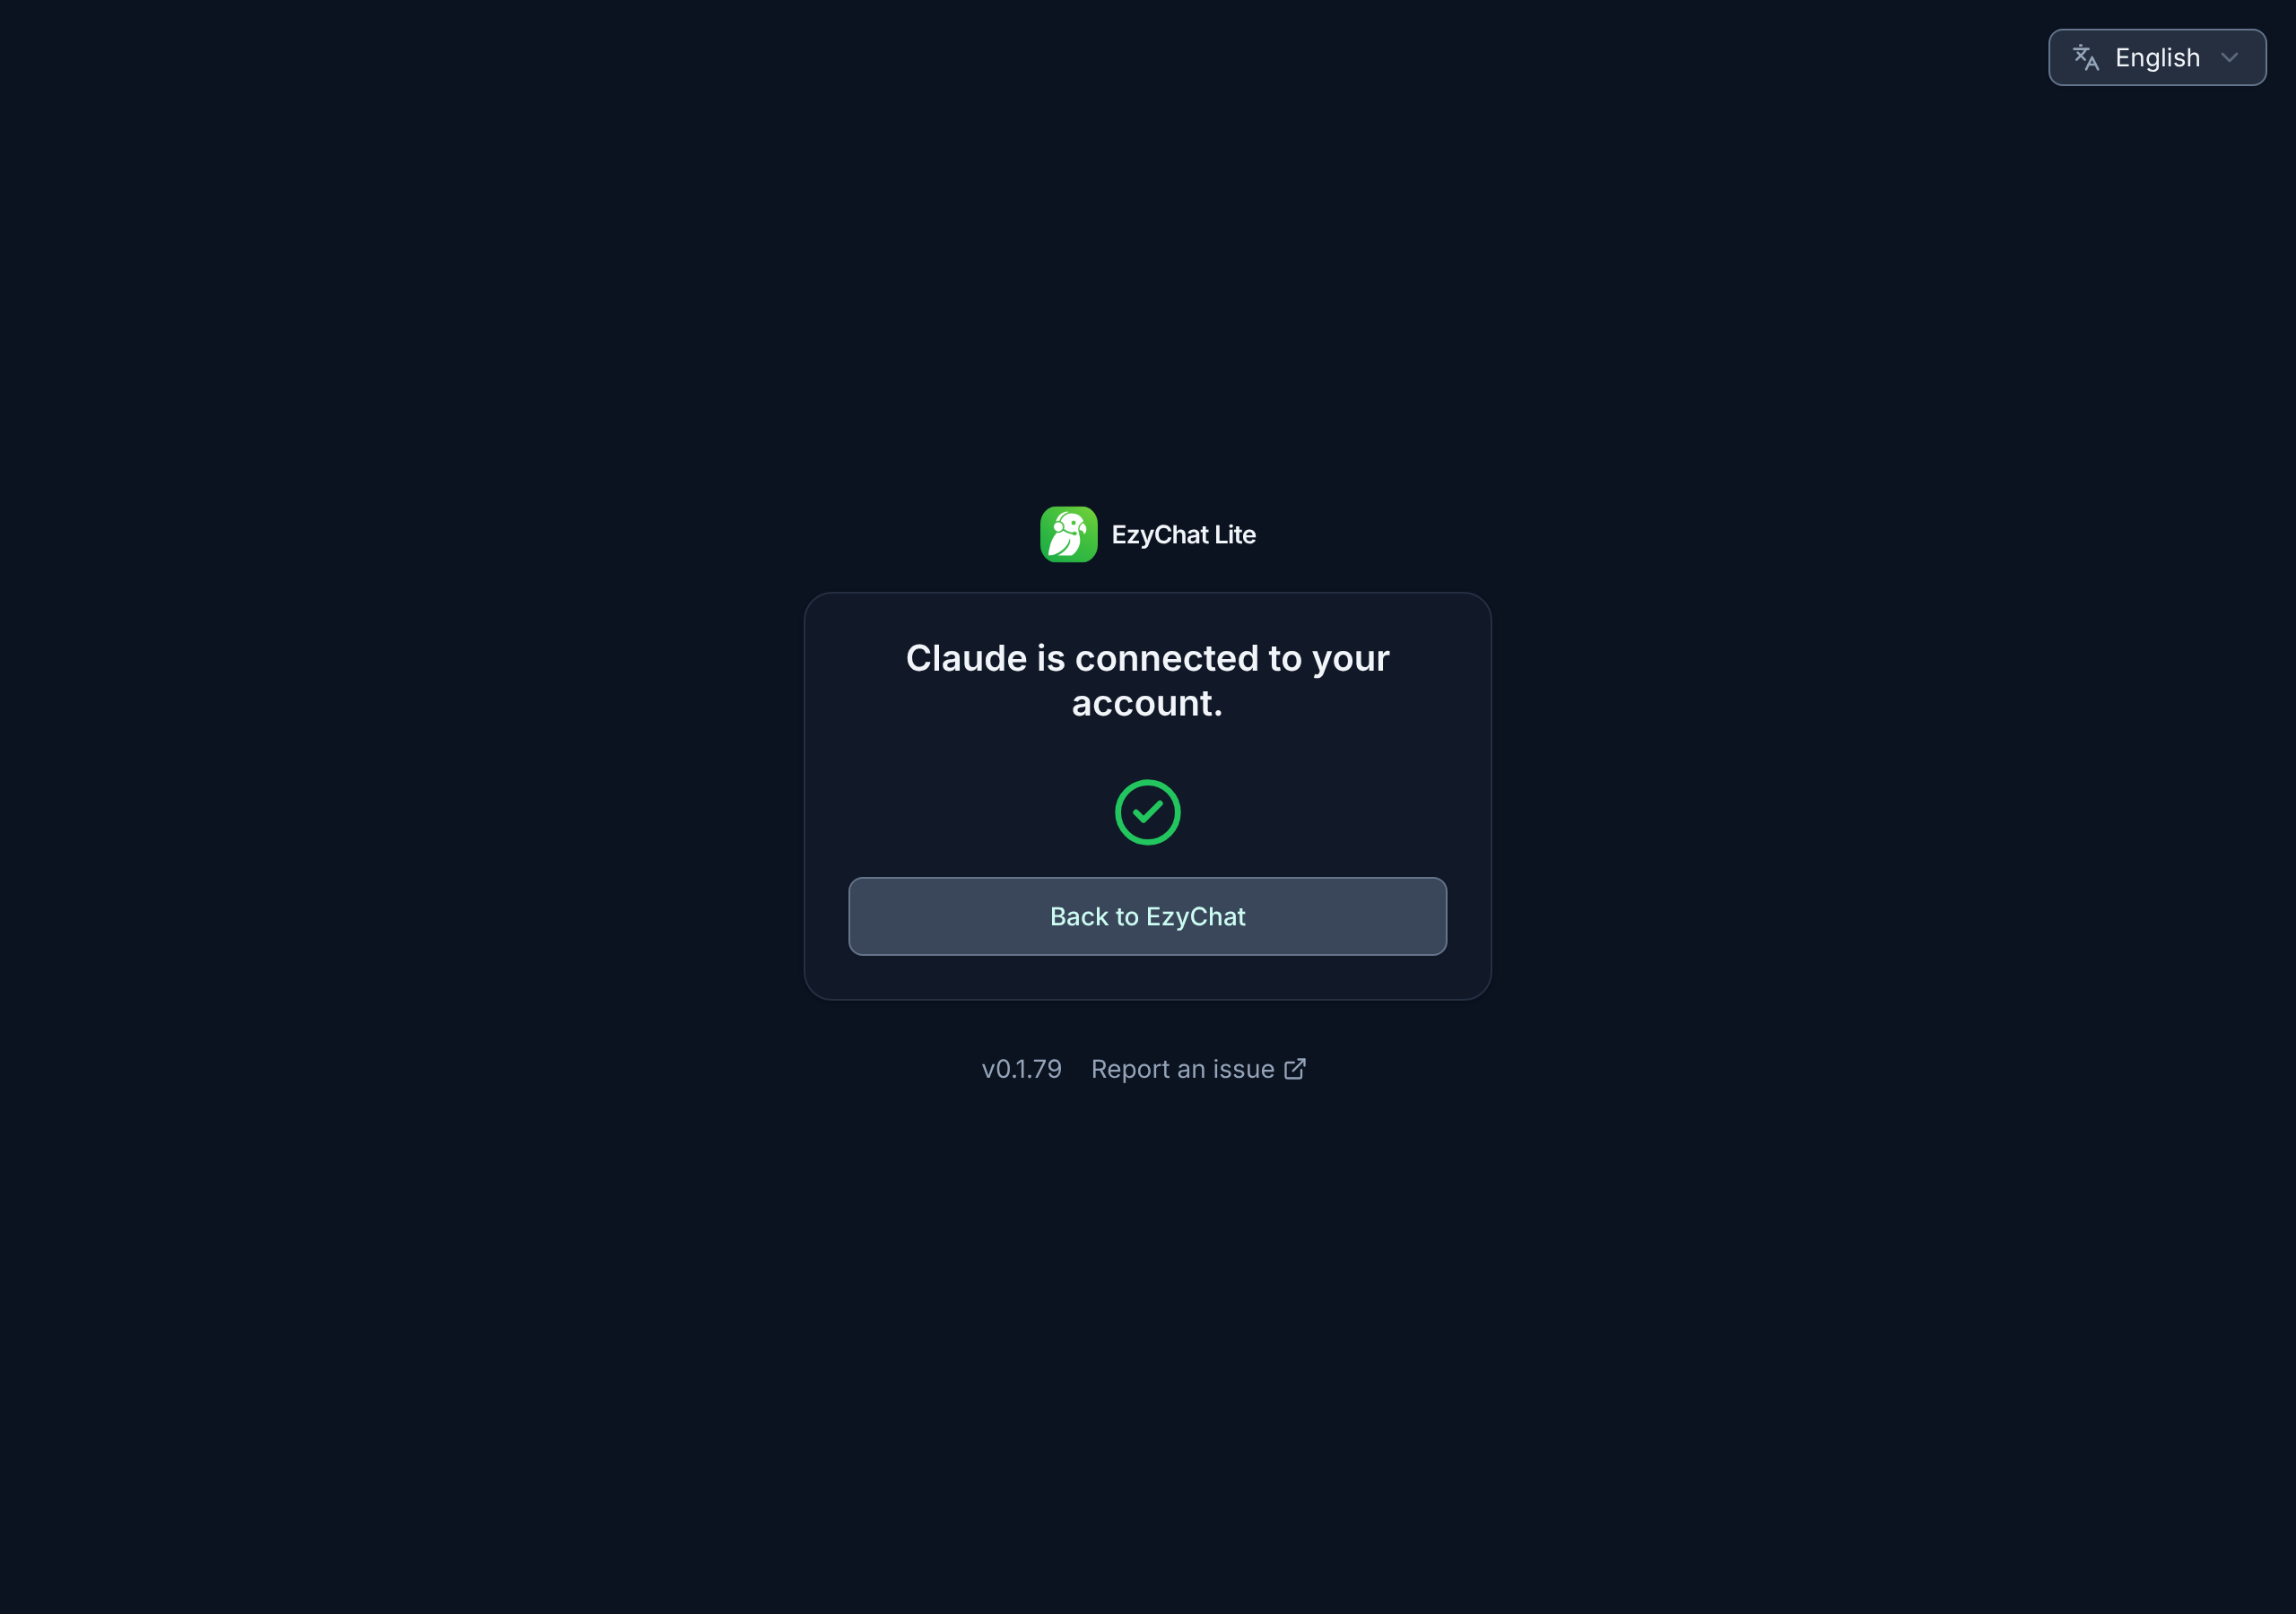 English
EzyChat Lite
Claude is connected to your
account.
Back to EzyChat
v0.1.79 Report an issue